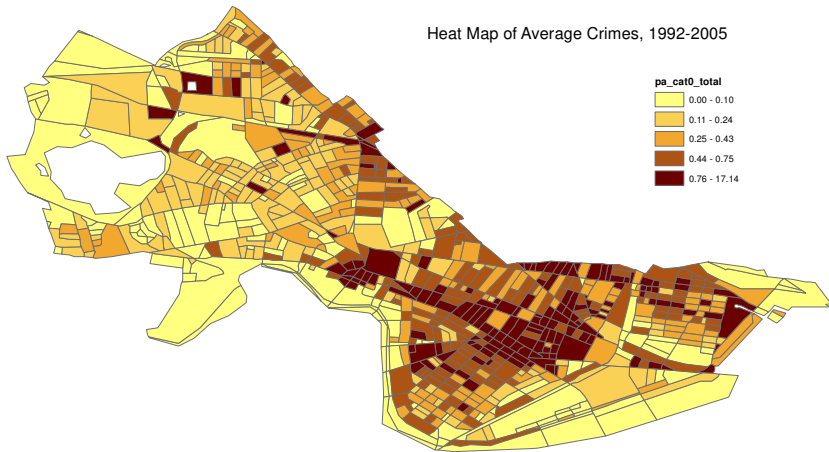 Heat Map of Average Crimes, 1992-2005
pa_cat0_total
0.00 - 0.10
0.11 - 0.24
0.25 - 0.43
0.44 - 0.75
0.76 - 17.14